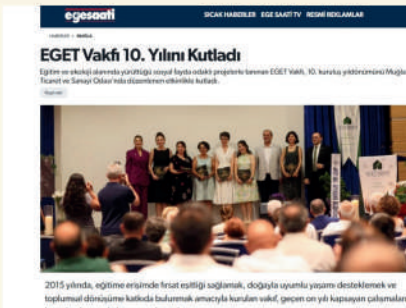 egesaati
SICAK HABERLER EGE SAATİ TV RESMİ REKLAMLAR
HABERLER > MUĞLA
EGET Vakfı 10. Yılını Kutladı
Eğitim ve ekoloji alanında yürüttüğü sosyal fayda odaklı projelerle tanınan EGET Vakfı, 10. kuruluş yıldönümünü Muğla
Ticaret ve Sanayi Odası'nda düzenlenen etkinlikle kutladı.
2015 yılında, eğitime erişimde fırsat eşitliği sağlamak, doğayla uyumlu yaşamı desteklemek ve
toplumsal dönüşüme katkıda bulunmak amacıyla kurulan vakıf, geçen on yılı kapsayan çalışmaları